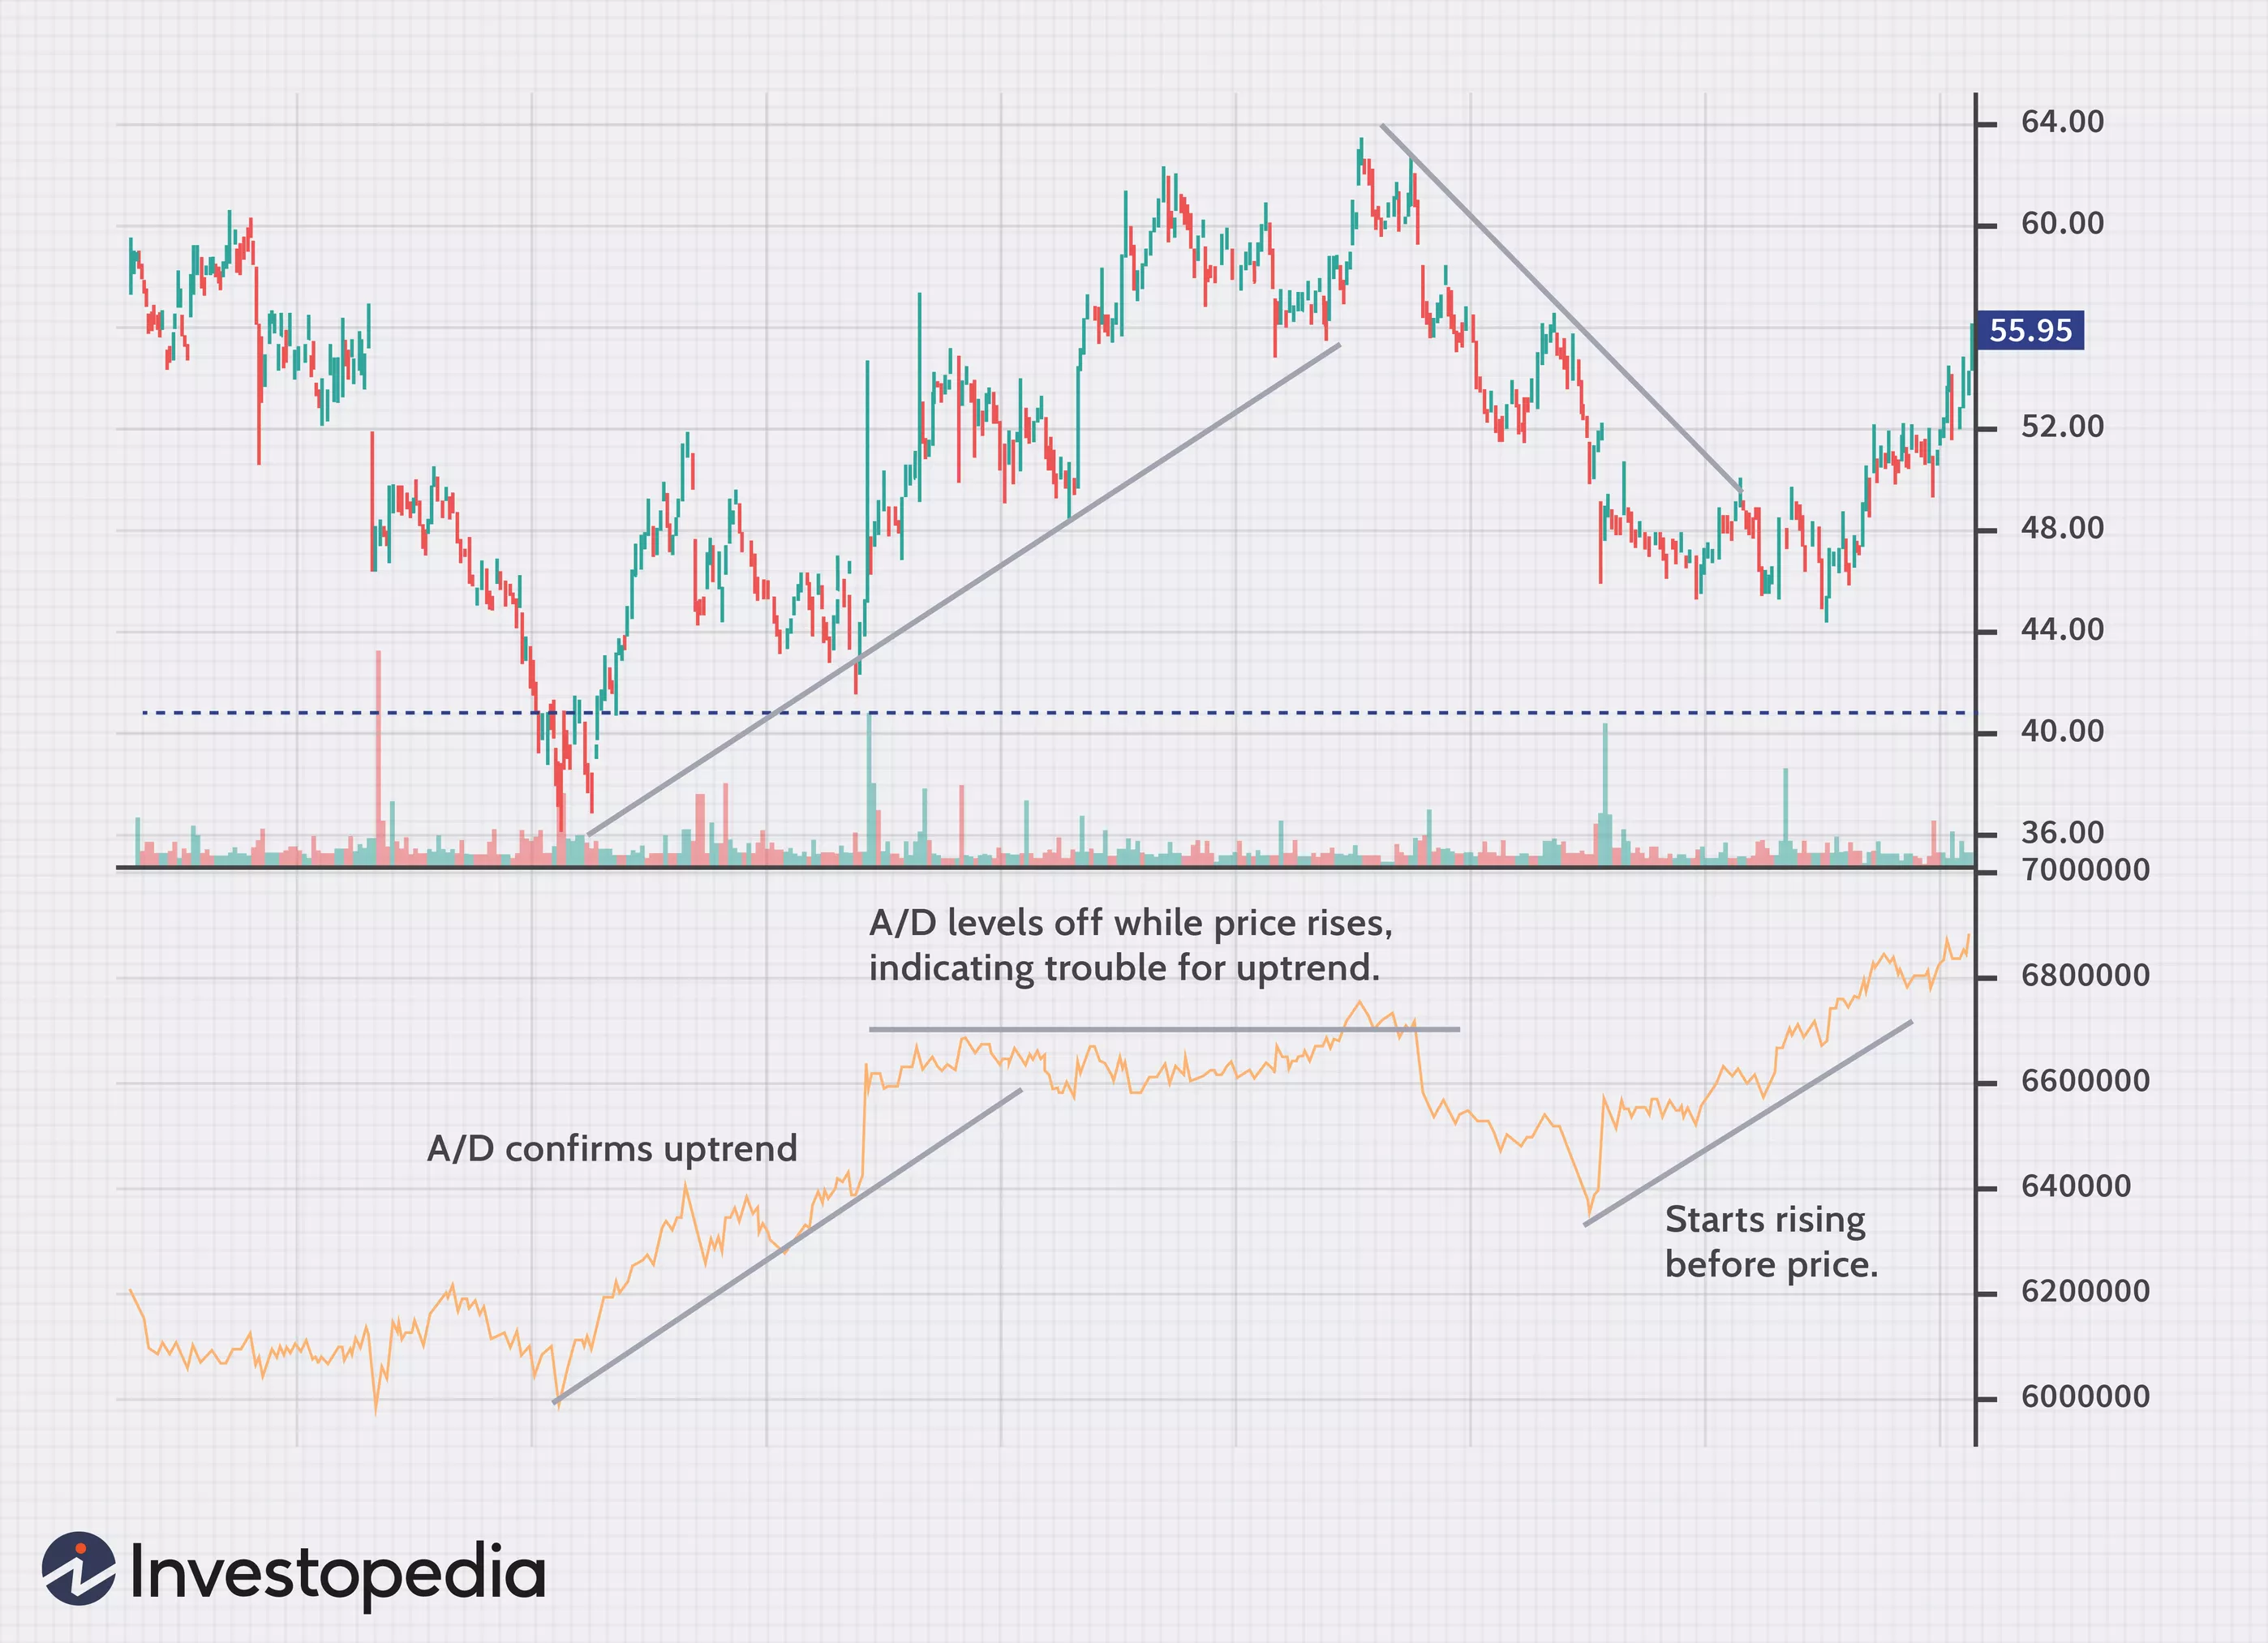 64.00
60.00
55.95
52.00
48.00
44.00
40.00
36.00
7000000
A/D levels off while price rises,
indicating trouble for uptrend.
6800000
6600000
A/D confirms uptrend
640000
Starts rising
before price.
6200000
6000000
Investopedia